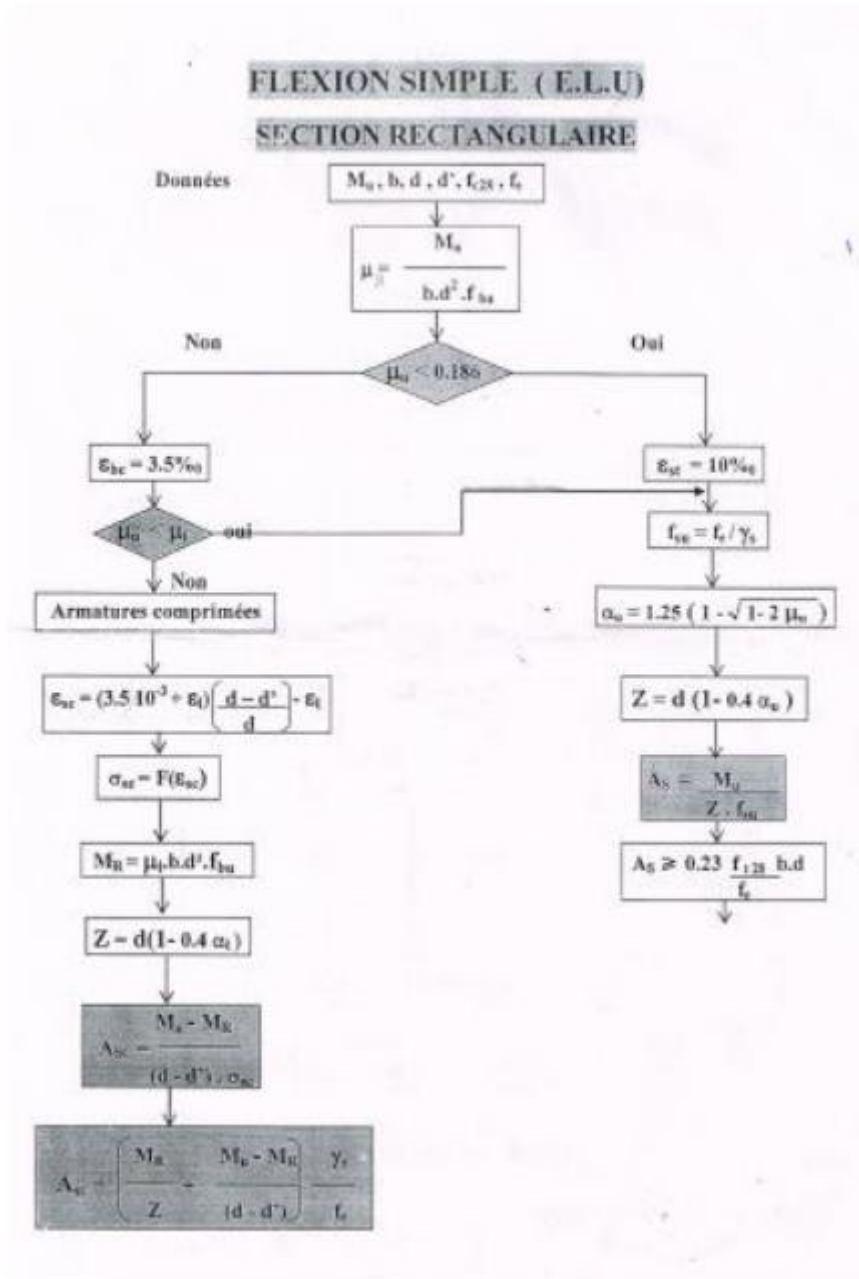 FLEXION SIMPLE ( E.L.U)
SECTION RECTANGULAIRE
Données
Mu , b, d , d', fc28 , fe
μ = Mu / b.d².fbu
Non
Oui
μu < 0.186
εbc = 3.5‰
εst = 10‰
μu < μl
oui
fsu = fe / γs
Non
Armatures comprimées
αu = 1.25 ( 1 - √1- 2 μu )
εsc = (3.5 10⁻³ + εl) ( d – d' / d ) - εl
Z = d (1- 0.4 αu )
σsc = F(εsc)
AS = Mu / Z . fsu
MR = μl.b.d².fbu
AS ≥ 0.23 ft28 / fe b.d
Z = d(1- 0.4 αl)
ASC = Mu - MR / (d - d') . σsc
= ( MR / Z + Mu - MR / (d - d') ) γs / fe